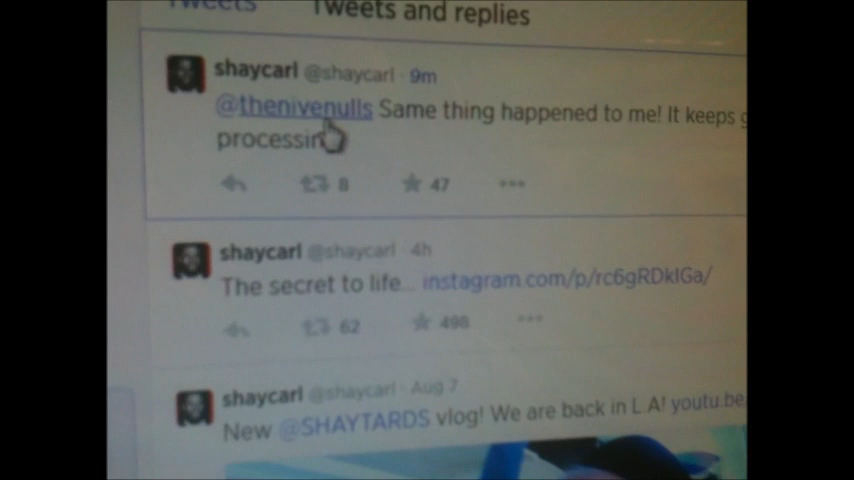 Tweets Tweets and replies
shaycarl @shaycarl · 9m
@thenivenulls Same thing happened to me! It keeps
processin
8 47
shaycarl @shaycarl · 4h
The secret to life... instagram.com/p/rc6gRDkIGa/
62 498
shaycarl @shaycarl · Aug 7
New @SHAYTARDS vlog! We are back in L.A! youtu.be